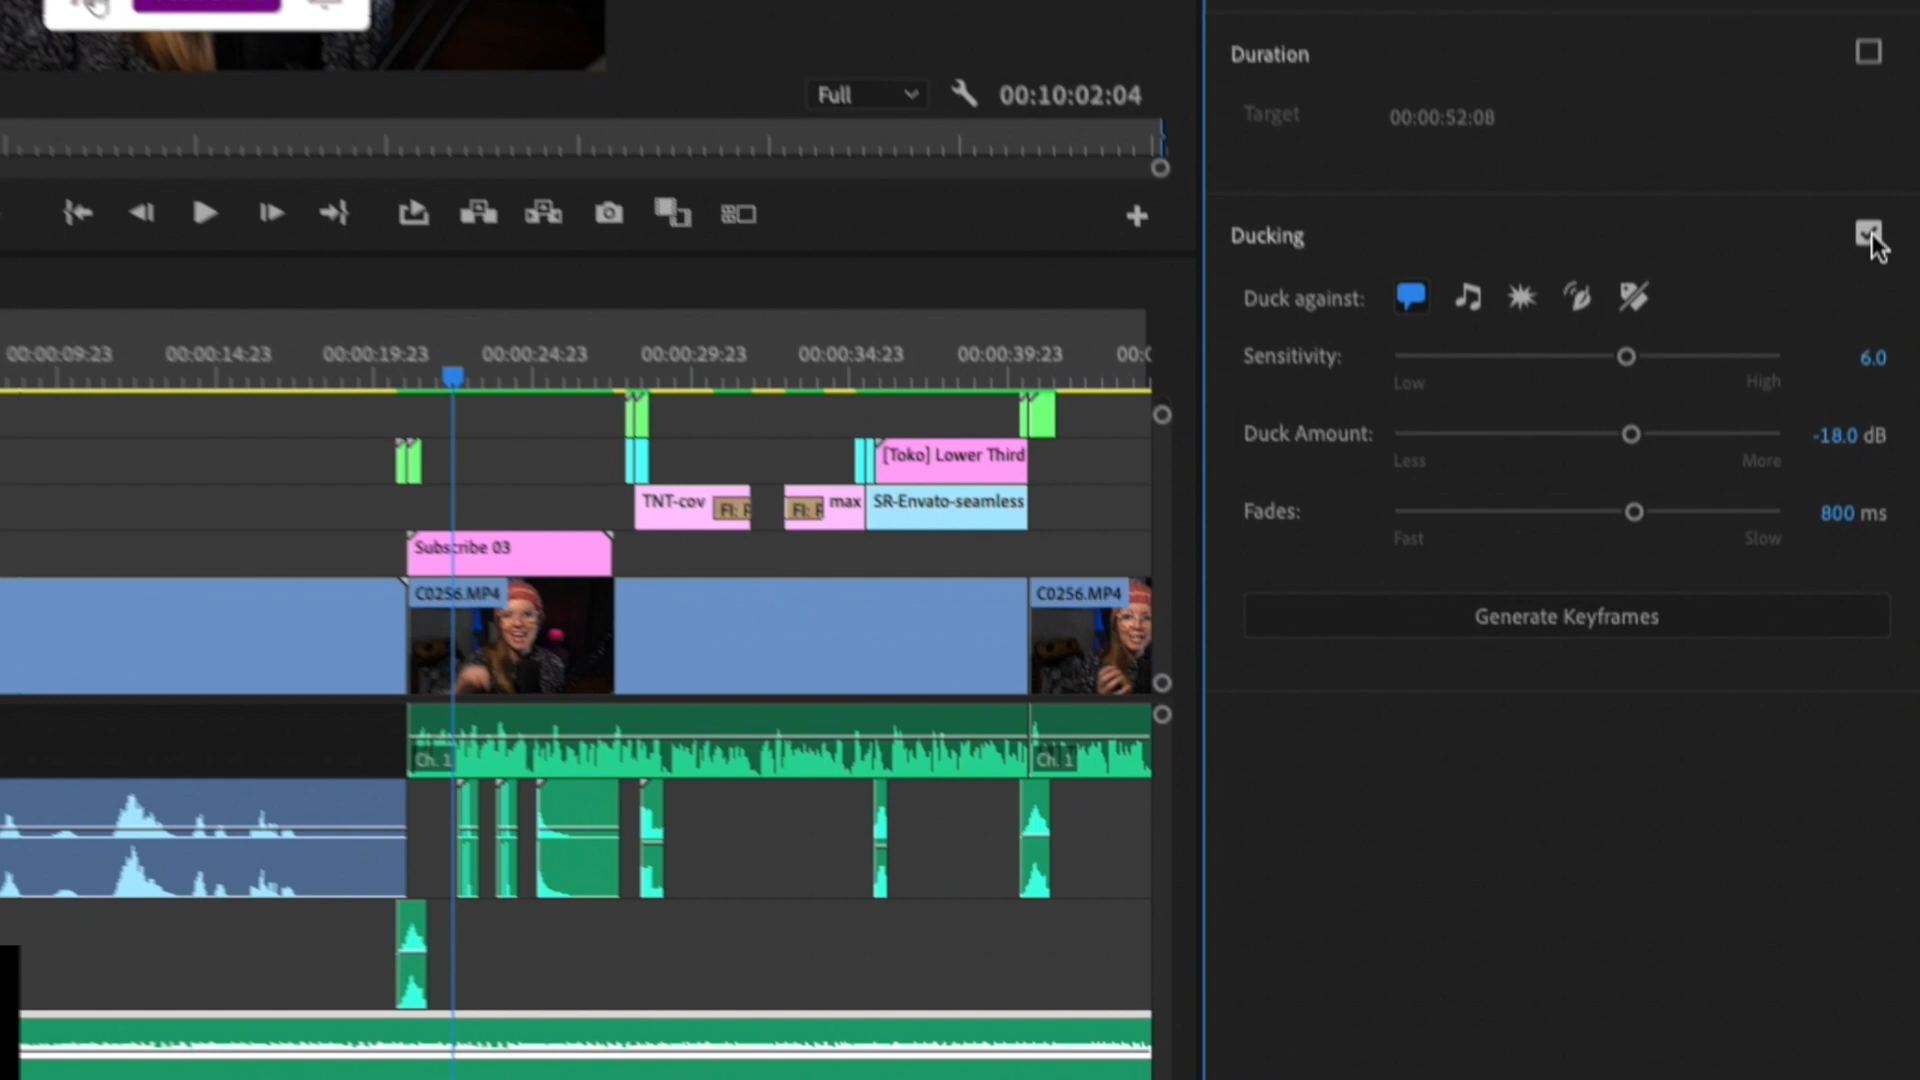 Duration
Full 00:10:02:04
Target 00:00:52:08
Ducking
Duck against:
00:00:09:23 00:00:14:23 00:00:19:23 00:00:24:23 00:00:29:23 00:00:34:23 00:00:39:23 00:0
Sensitivity: 6.0
Low High
Duck Amount: -18.0 dB
Less More
[Toko] Lower Third
TNT-cov FI: F FI: F max SR-Envato-seamless
Fades: 800 ms
Fast Slow
Subscribe 03
C0256.MP4 C0256.MP4
Generate Keyframes
Ch. 1 Ch. 1